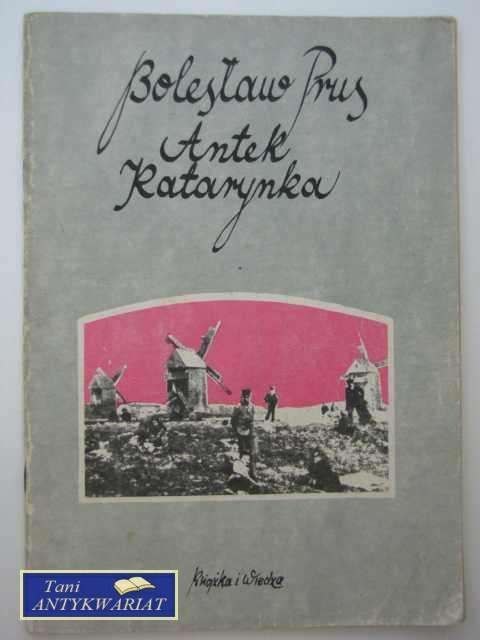 Bolesław Prus
Antek
Katarynka
Książka i Wiedza
Tani
ANTYKWARIAT